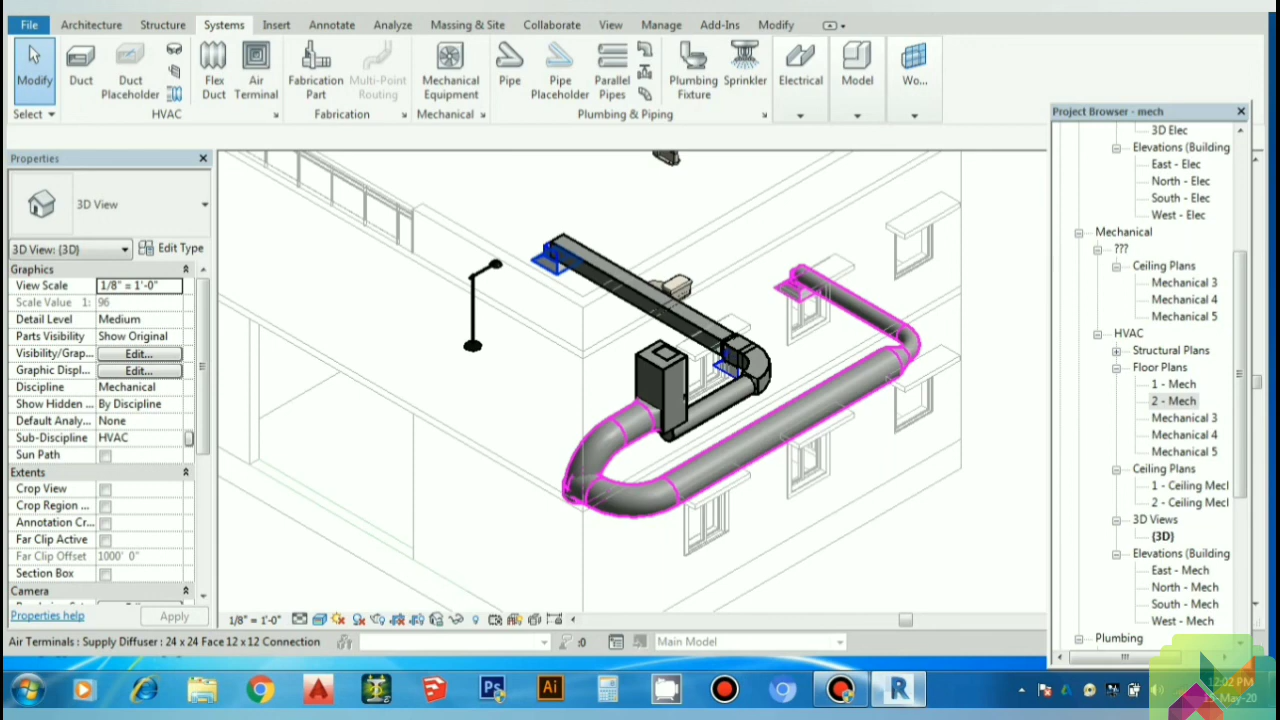 File Architecture Structure Systems Insert Annotate Analyze Massing & Site Collaborate View Manage Add-Ins Modify
Modify Duct Duct Placeholder Flex Duct Air Terminal Fabrication Part Multi-Point Routing Mechanical Equipment Pipe Pipe Placeholder Parallel Pipes Plumbing Fixture Sprinkler Electrical Model Wo...
Select HVAC Fabrication Mechanical Plumbing & Piping
Properties
3D View
3D View: {3D} Edit Type
Graphics
View Scale 1/8" = 1'-0"
Scale Value 1: 96
Detail Level Medium
Parts Visibility Show Original
Visibility/Grap... Edit...
Graphic Displ... Edit...
Discipline Mechanical
Show Hidden ... By Discipline
Default Analy... None
Sub-Discipline HVAC
Sun Path
Extents
Crop View
Crop Region ...
Annotation Cr...
Far Clip Active
Far Clip Offset 1000' 0"
Section Box
Camera
Properties help Apply
1/8" = 1'-0"
Air Terminals : Supply Diffuser : 24 x 24 Face 12 x 12 Connection
:0 Main Model
Project Browser - mech
3D Elec
Elevations (Building
East - Elec
North - Elec
South - Elec
West - Elec
Mechanical
???
Ceiling Plans
Mechanical 3
Mechanical 4
Mechanical 5
HVAC
Structural Plans
Floor Plans
1 - Mech
2 - Mech
Mechanical 3
Mechanical 4
Mechanical 5
Ceiling Plans
1 - Ceiling Mecl
2 - Ceiling Mecl
3D Views
{3D}
Elevations (Building
East - Mech
North - Mech
South - Mech
West - Mech
Plumbing
Ps Ai R
12:02 PM
15-May-20